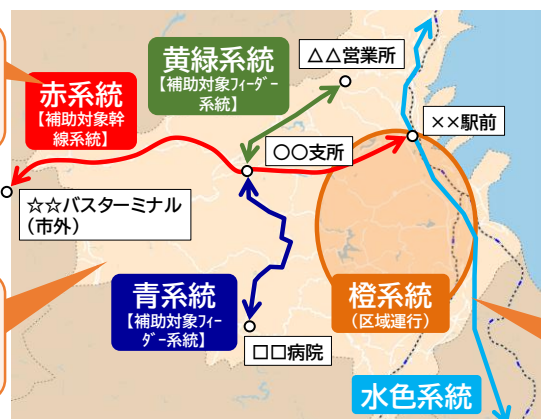 黄緑系統
【補助対象フィーダー
系統】
△△営業所
赤系統
【補助対象幹
線系統】
××駅前
〇〇支所
☆☆バスターミナル
（市外）
青系統
【補助対象フィー
ダー系統】
橙系統
（区域運行）
□□病院
水色系統